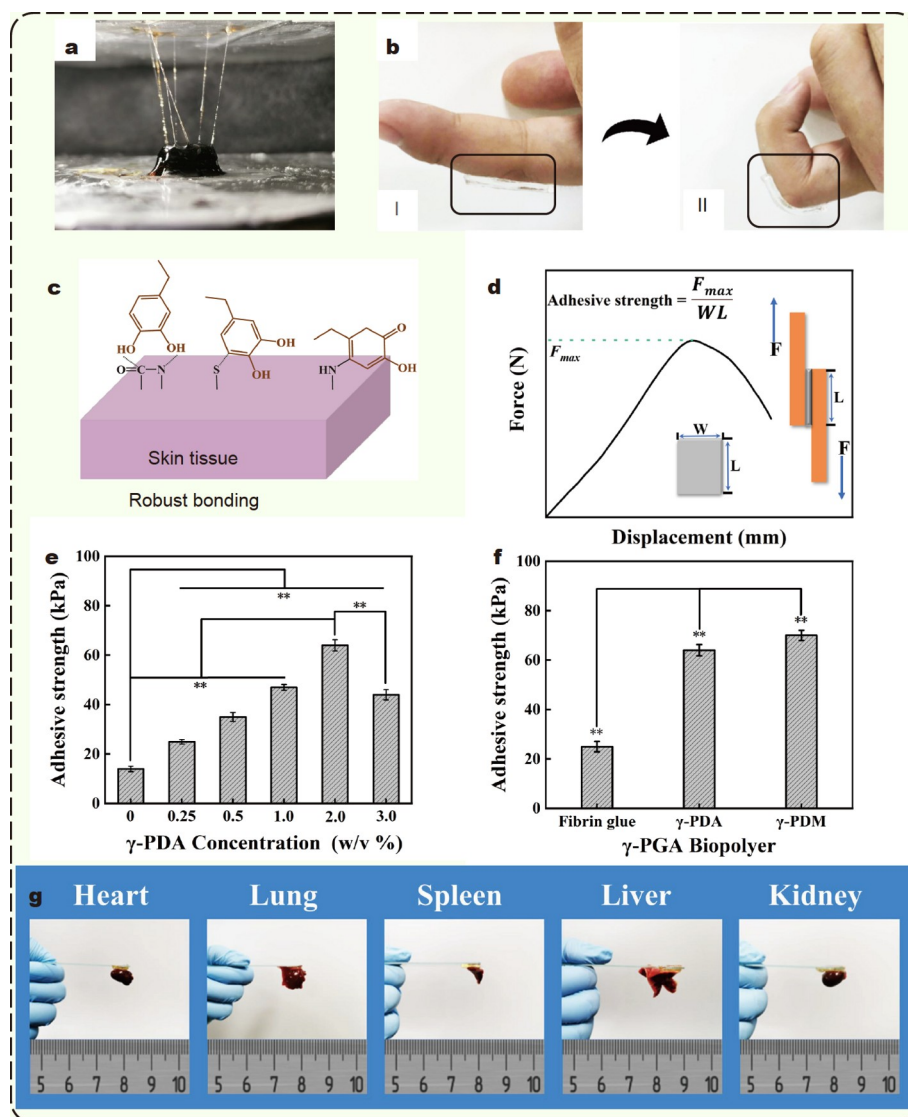 a
b
I
II
c
HO
OH
O=C—N
S
OH
OH
HN
O
OH
Skin tissue
Robust bonding
d
Adhesive strength = F_max / WL
F_max
Force (N)
Displacement (mm)
W
L
F
L
F
e
Adhesive strength (kPa)
100
80
60
40
20
0
**
**
**
0 0.25 0.5 1.0 2.0 3.0
γ-PDA Concentration (w/v %)
f
Adhesive strength (kPa)
100
80
60
40
20
0
**
**
**
Fibrin glue γ-PDA γ-PDM
γ-PGA Biopolyer
g
Heart Lung Spleen Liver Kidney
5 6 7 8 9 10 5 6 7 8 9 10 5 6 7 8 9 10 5 6 7 8 9 10 5 6 7 8 9 10